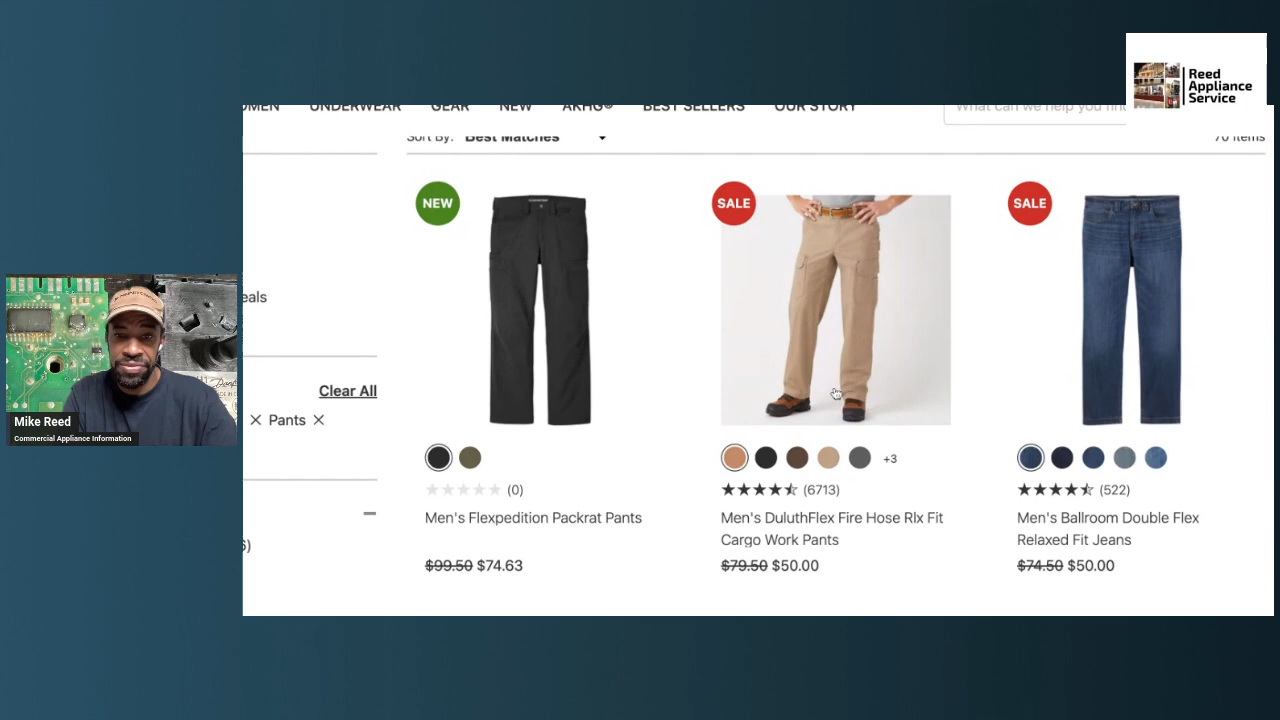 Reed
Appliance
Service
UNDERWEAR
GEAR
NEW
AKHG®
BEST SELLERS
OUR STORY
What can we help you
Sort By: Best Matches
70 items
eals
Clear All
Pants
NEW
SALE
SALE
+3
(0)
(6713)
(522)
Men's Flexpedition Packrat Pants
Men's DuluthFlex Fire Hose Rlx Fit
Cargo Work Pants
Men's Ballroom Double Flex
Relaxed Fit Jeans
$99.50 $74.63
$79.50 $50.00
$74.50 $50.00
Mike Reed
Commercial Appliance Information